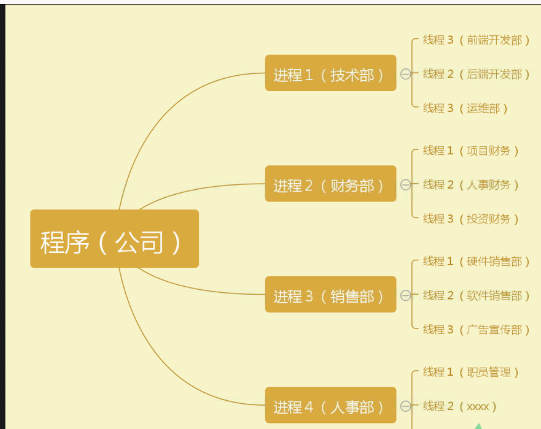 程序（公司）
进程1（技术部）
线程3（前端开发部）
线程2（后端开发部）
线程3（运维部）
进程2（财务部）
线程1（项目财务）
线程2（人事财务）
线程3（投资财务）
进程3（销售部）
线程1（硬件销售部）
线程2（软件销售部）
线程3（广告宣传部）
进程4（人事部）
线程1（职员管理）
线程2（xxxx）